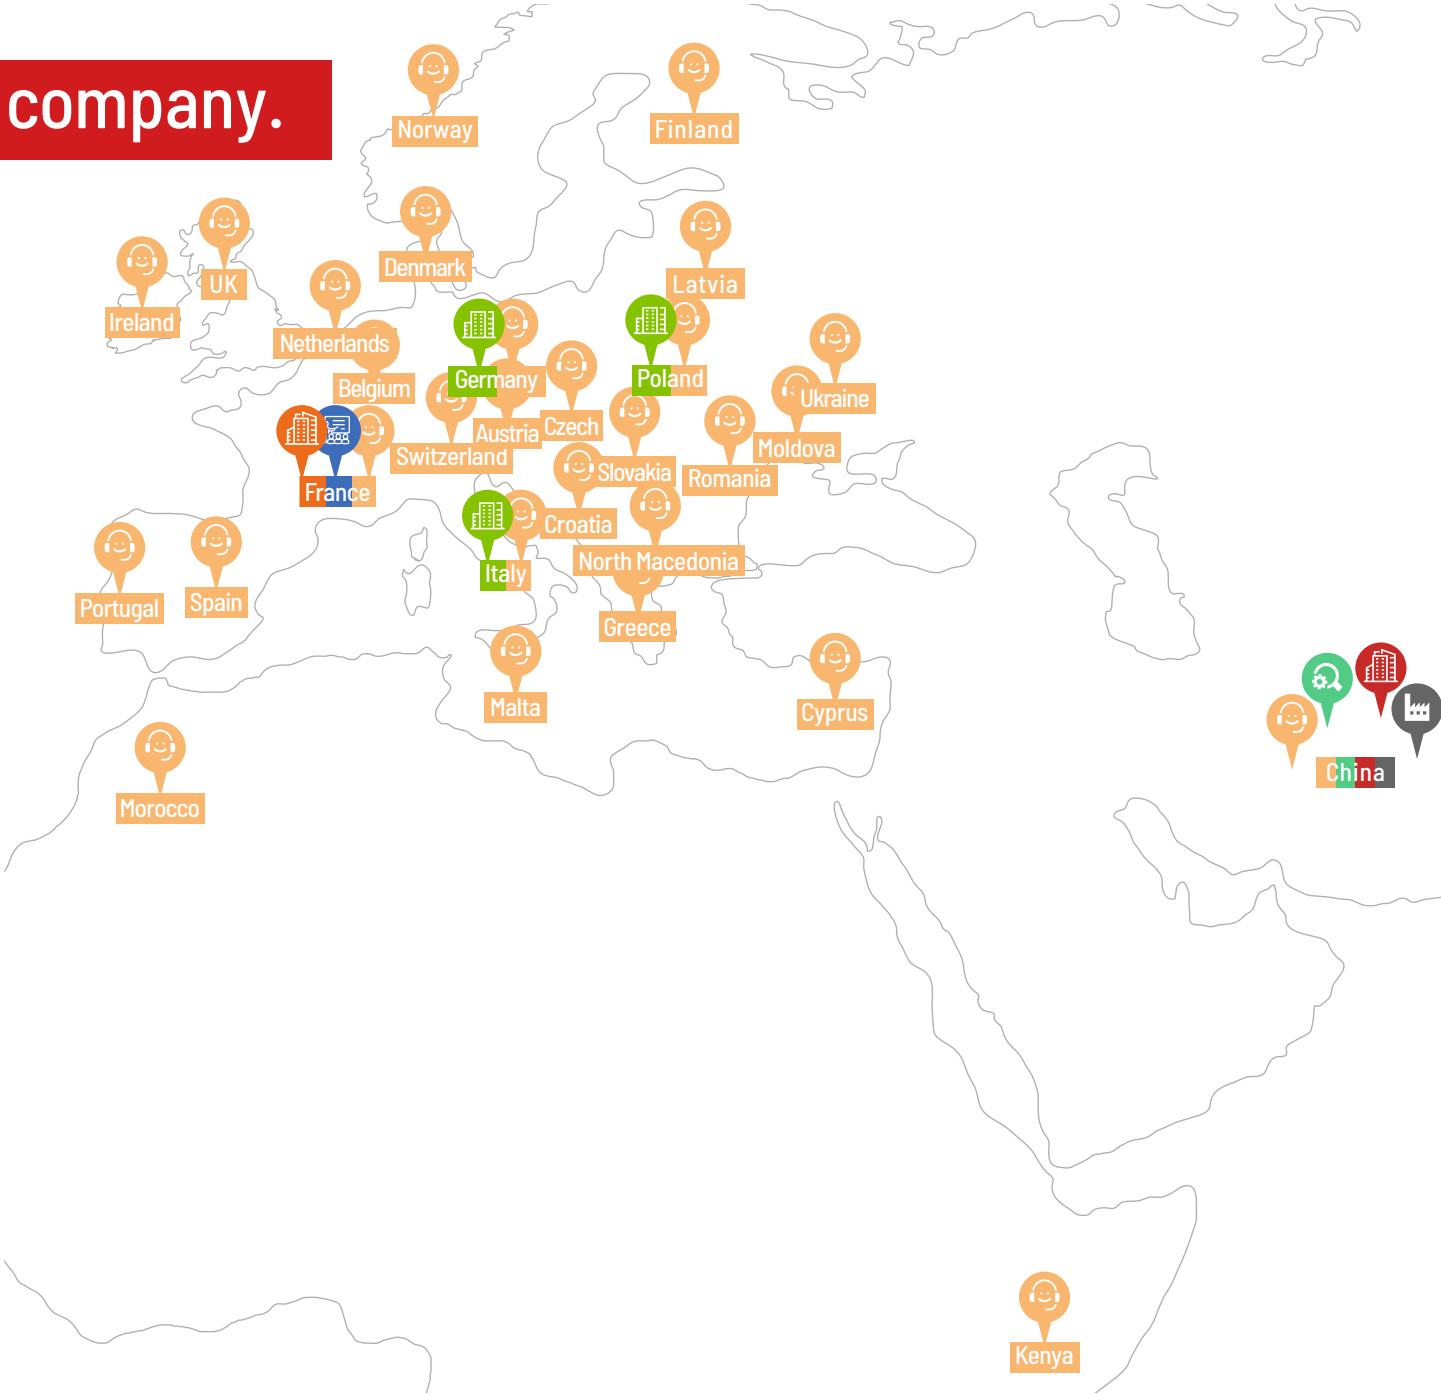 company.
Norway
Finland
Denmark
UK
Latvia
Ireland
Netherlands
Belgium
Germany
Poland
Ukraine
Austria
Czech
Switzerland
Moldova
Slovakia
Romania
France
Croatia
North Macedonia
Italy
Portugal
Spain
Greece
Malta
Cyprus
China
Morocco
Kenya